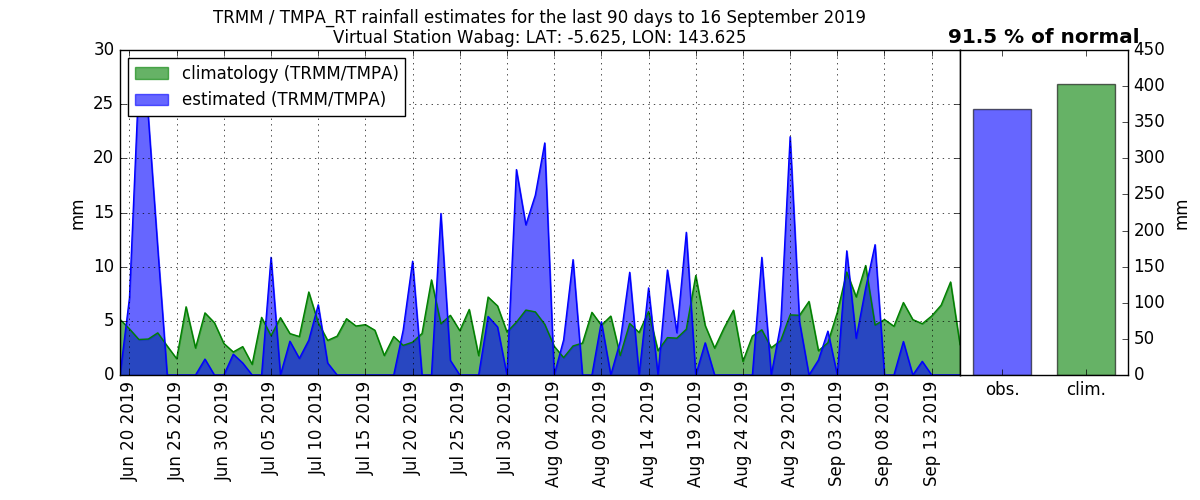 TRMM / TMPA_RT rainfall estimates for the last 90 days to 16 September 2019
Virtual Station Wabag: LAT: -5.625, LON: 143.625
91.5 % of normal
climatology (TRMM/TMPA)
estimated (TRMM/TMPA)
30
25
20
15
10
5
0
mm
Jun 20 2019
Jun 25 2019
Jun 30 2019
Jul 05 2019
Jul 10 2019
Jul 15 2019
Jul 20 2019
Jul 25 2019
Jul 30 2019
Aug 04 2019
Aug 09 2019
Aug 14 2019
Aug 19 2019
Aug 24 2019
Aug 29 2019
Sep 03 2019
Sep 08 2019
Sep 13 2019
obs.
clim.
450
400
350
300
250
200
150
100
50
0
mm